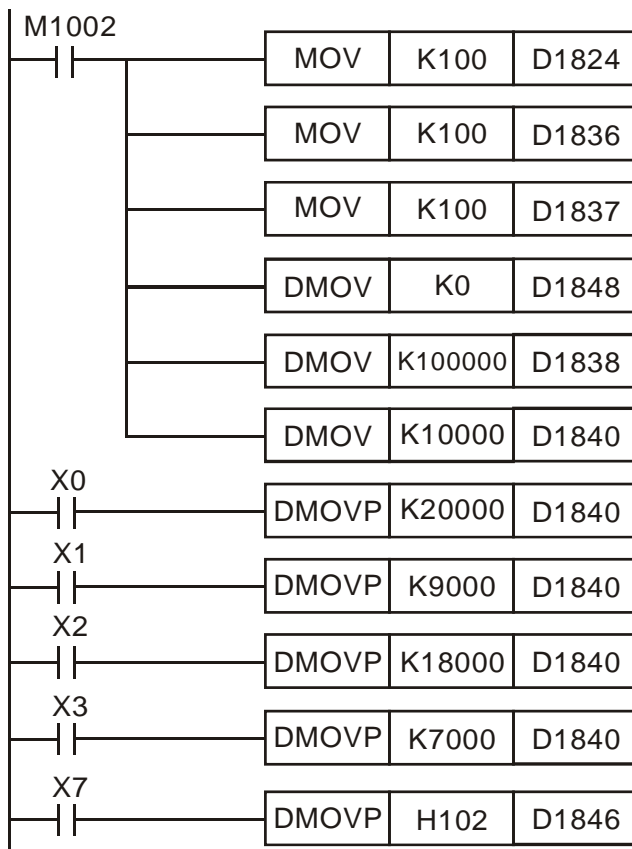 M1002
MOV K100 D1824
MOV K100 D1836
MOV K100 D1837
DMOV K0 D1848
DMOV K100000 D1838
DMOV K10000 D1840
X0
DMOVP K20000 D1840
X1
DMOVP K9000 D1840
X2
DMOVP K18000 D1840
X3
DMOVP K7000 D1840
X7
DMOVP H102 D1846